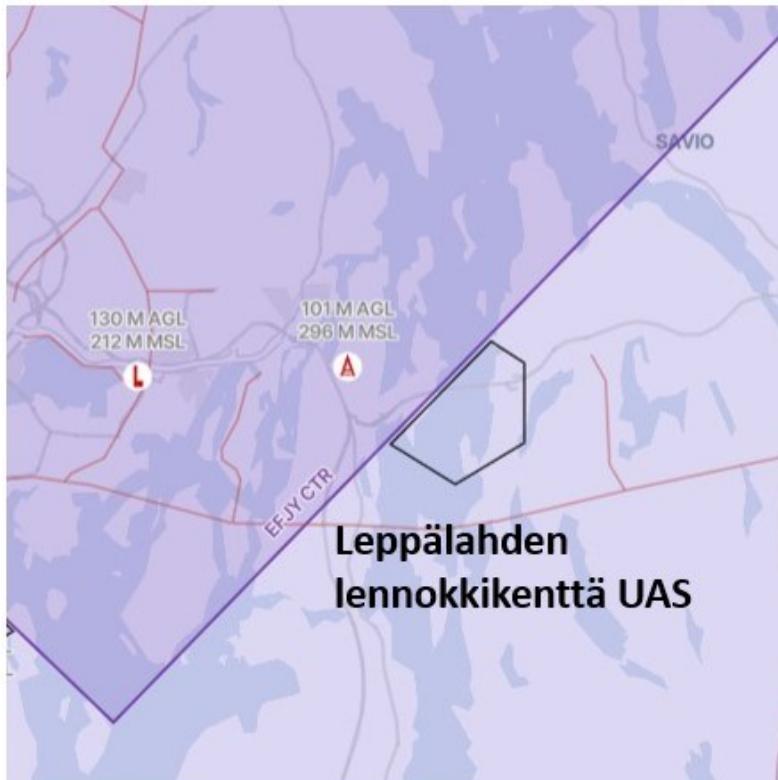 SAVIO
130 M AGL
212 M MSL
101 M AGL
296 M MSL
L
EFJY CTR
Leppälahden
lennokkikenttä UAS